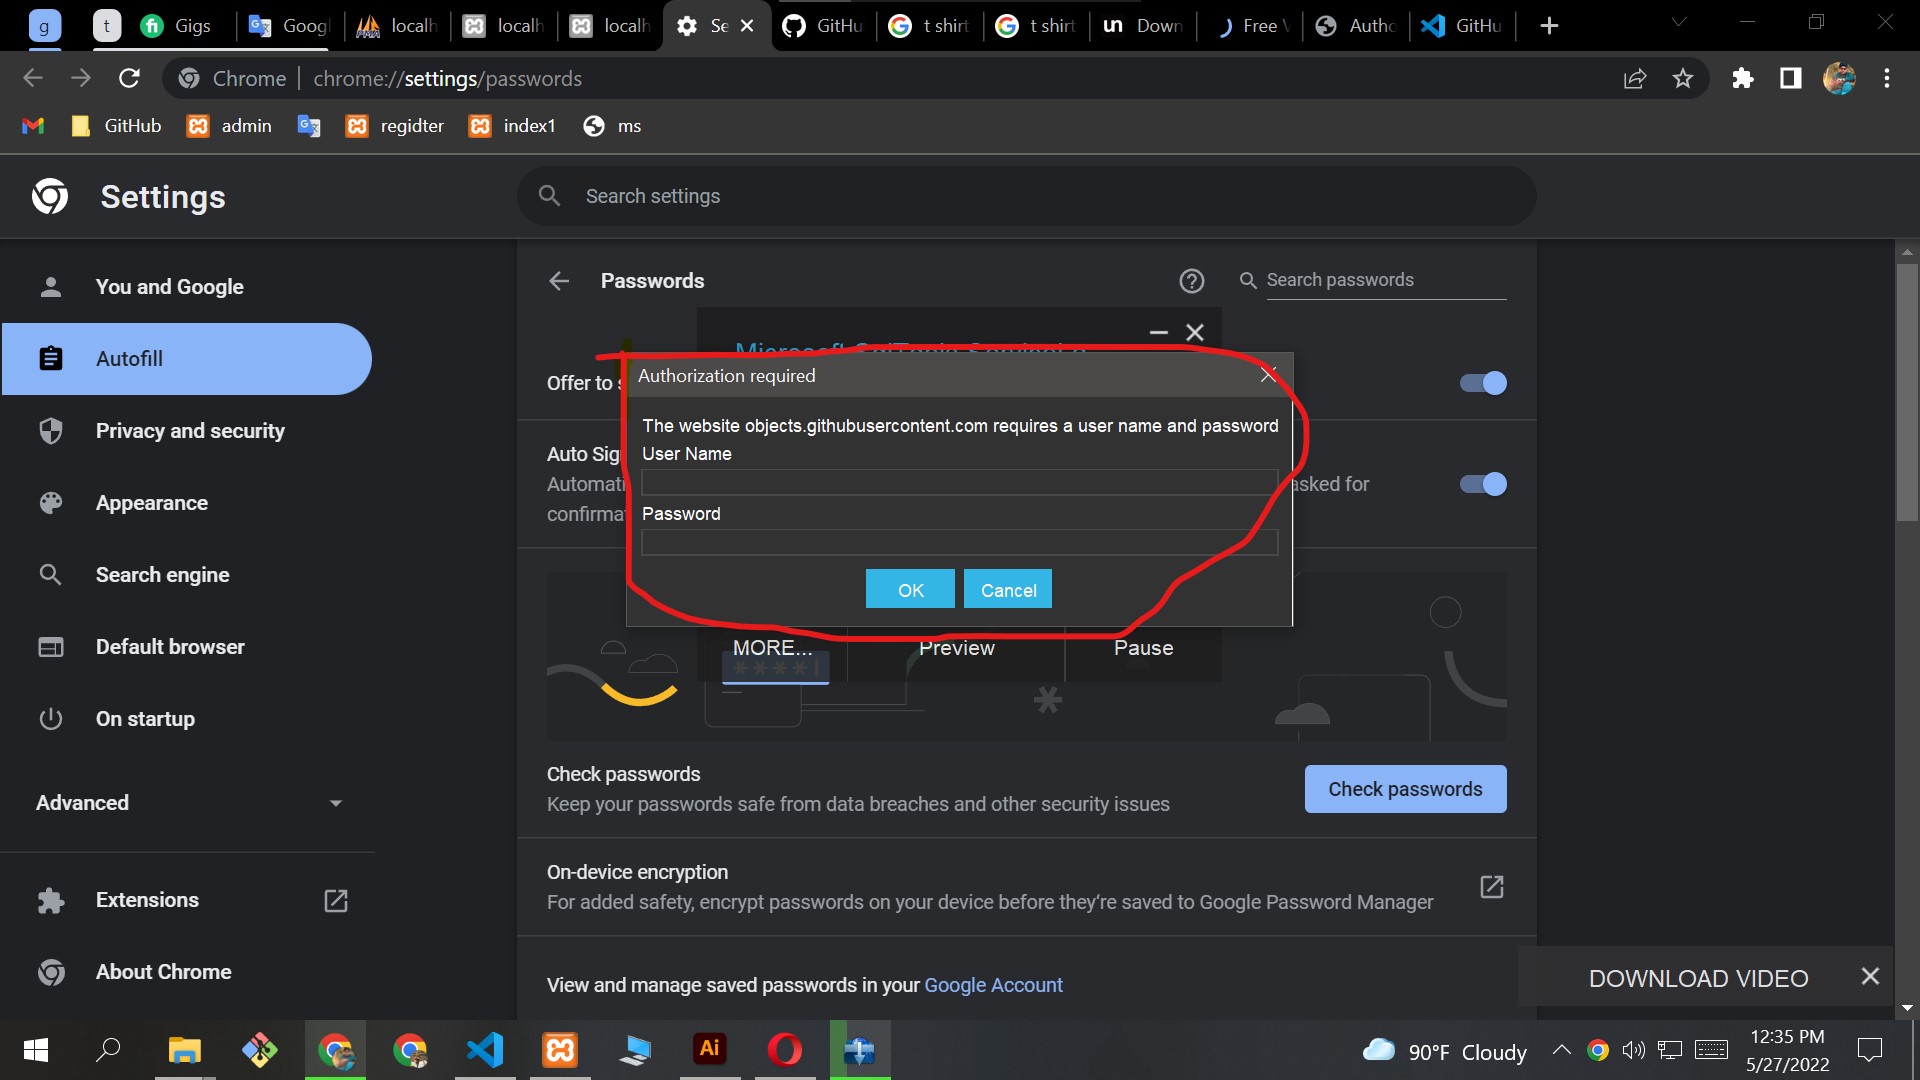 g
t
Gigs
Googl
localh
localh
localh
Se
GitHu
t shirt
t shirt
un Down
Free V
Autho
GitHu
Chrome
chrome://settings/passwords
GitHub
admin
regidter
index1
ms
Settings
Search settings
You and Google
Autofill
Privacy and security
Appearance
Search engine
Default browser
On startup
Advanced
Extensions
About Chrome
Passwords
Search passwords
Offer to s
Auto Sig
Automati
asked for
confirmat
Authorization required
The website objects.githubusercontent.com requires a user name and password
User Name
Password
OK
Cancel
MORE...
Preview
Pause
Check passwords
Keep your passwords safe from data breaches and other security issues
Check passwords
On-device encryption
For added safety, encrypt passwords on your device before they're saved to Google Password Manager
View and manage saved passwords in your Google Account
DOWNLOAD VIDEO
Ai
90°F Cloudy
12:35 PM
5/27/2022